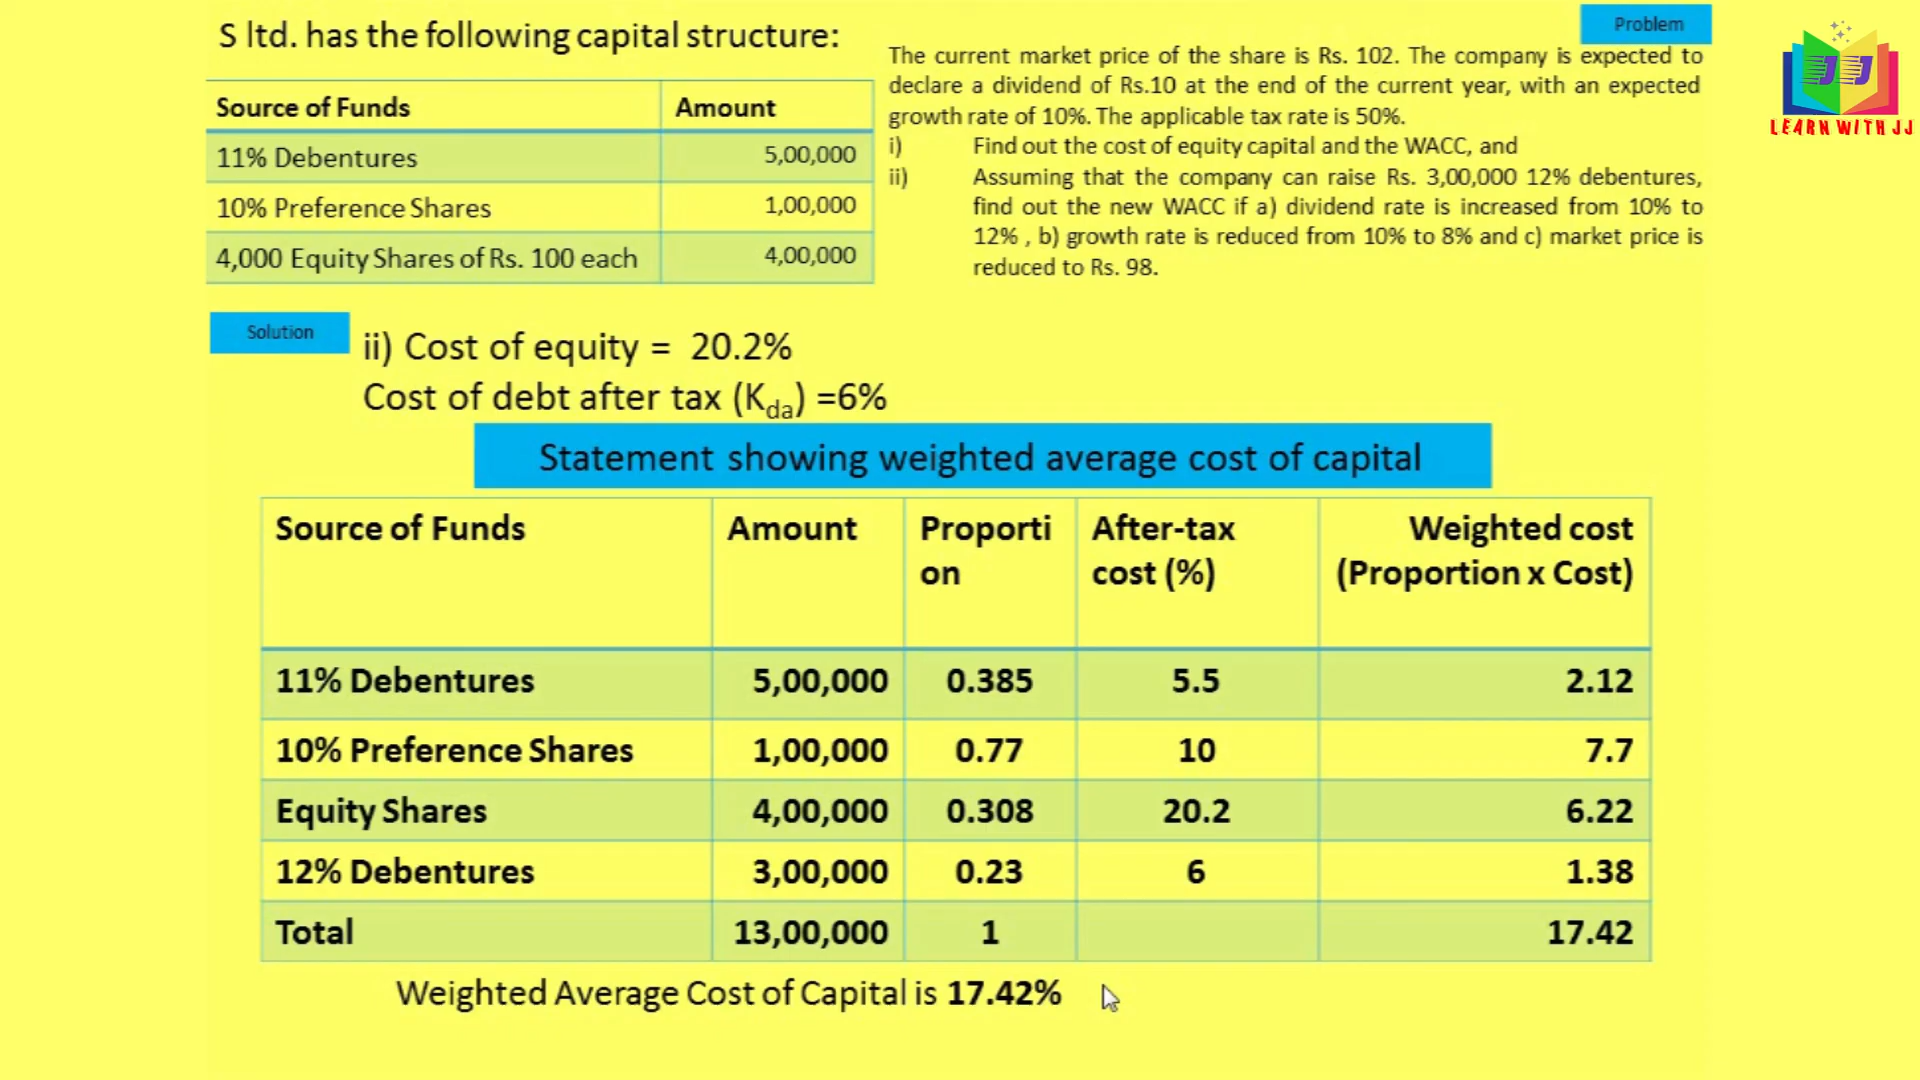 S ltd. has the following capital structure:
Problem
Source of Funds Amount
11% Debentures 5,00,000
10% Preference Shares 1,00,000
4,000 Equity Shares of Rs. 100 each 4,00,000
The current market price of the share is Rs. 102. The company is expected to
declare a dividend of Rs.10 at the end of the current year, with an expected
growth rate of 10%. The applicable tax rate is 50%.
i) Find out the cost of equity capital and the WACC, and
ii) Assuming that the company can raise Rs. 3,00,000 12% debentures,
find out the new WACC if a) dividend rate is increased from 10% to
12% , b) growth rate is reduced from 10% to 8% and c) market price is
reduced to Rs. 98.
JJ
LEARN WITH JJ
Solution
ii) Cost of equity = 20.2%
Cost of debt after tax (Kda) =6%
Statement showing weighted average cost of capital
Source of Funds Amount Proporti After-tax Weighted cost
on cost (%) (Proportion x Cost)
11% Debentures 5,00,000 0.385 5.5 2.12
10% Preference Shares 1,00,000 0.77 10 7.7
Equity Shares 4,00,000 0.308 20.2 6.22
12% Debentures 3,00,000 0.23 6 1.38
Total 13,00,000 1 17.42
Weighted Average Cost of Capital is 17.42%